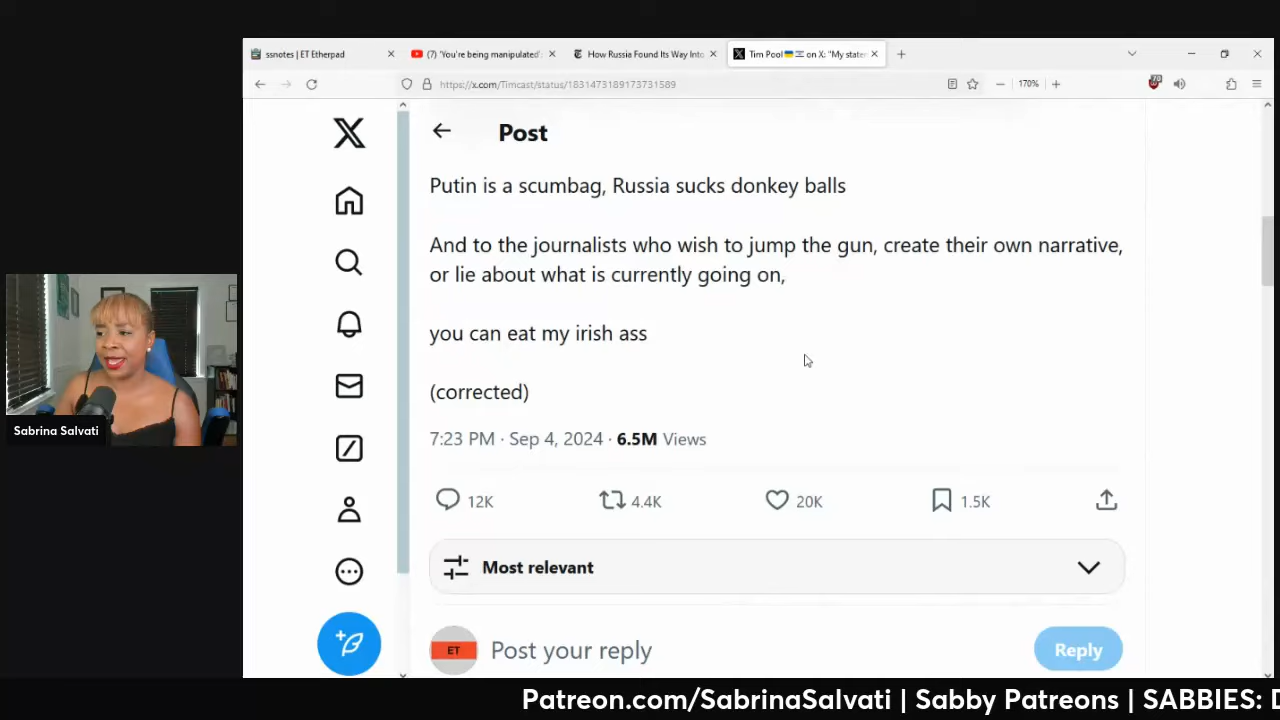 ssnotes | ET Etherpad
(7) 'You're being manipulated'
How Russia Found Its Way Into
Tim Pool🇺🇦 on X: "My stater
https://x.com/Timcast/status/1831473189173731589
170%
Post
Putin is a scumbag, Russia sucks donkey balls
And to the journalists who wish to jump the gun, create their own narrative,
or lie about what is currently going on,
you can eat my irish ass
(corrected)
7:23 PM · Sep 4, 2024 · 6.5M Views
12K
4.4K
20K
1.5K
Most relevant
ET
Post your reply
Reply
Sabrina Salvati
Patreon.com/SabrinaSalvati | Sabby Patreons | SABBIES: D